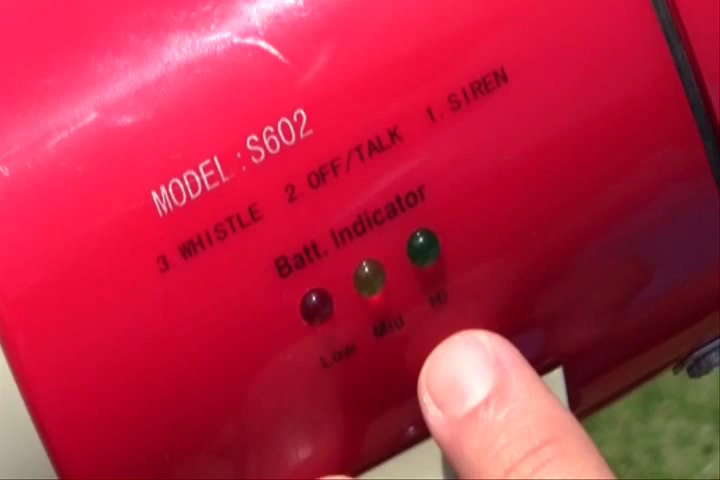 MODEL:S602
3.WHISTLE 2.OFF/TALK 1.SIREN
Batt. Indicator
Low Mid Hi